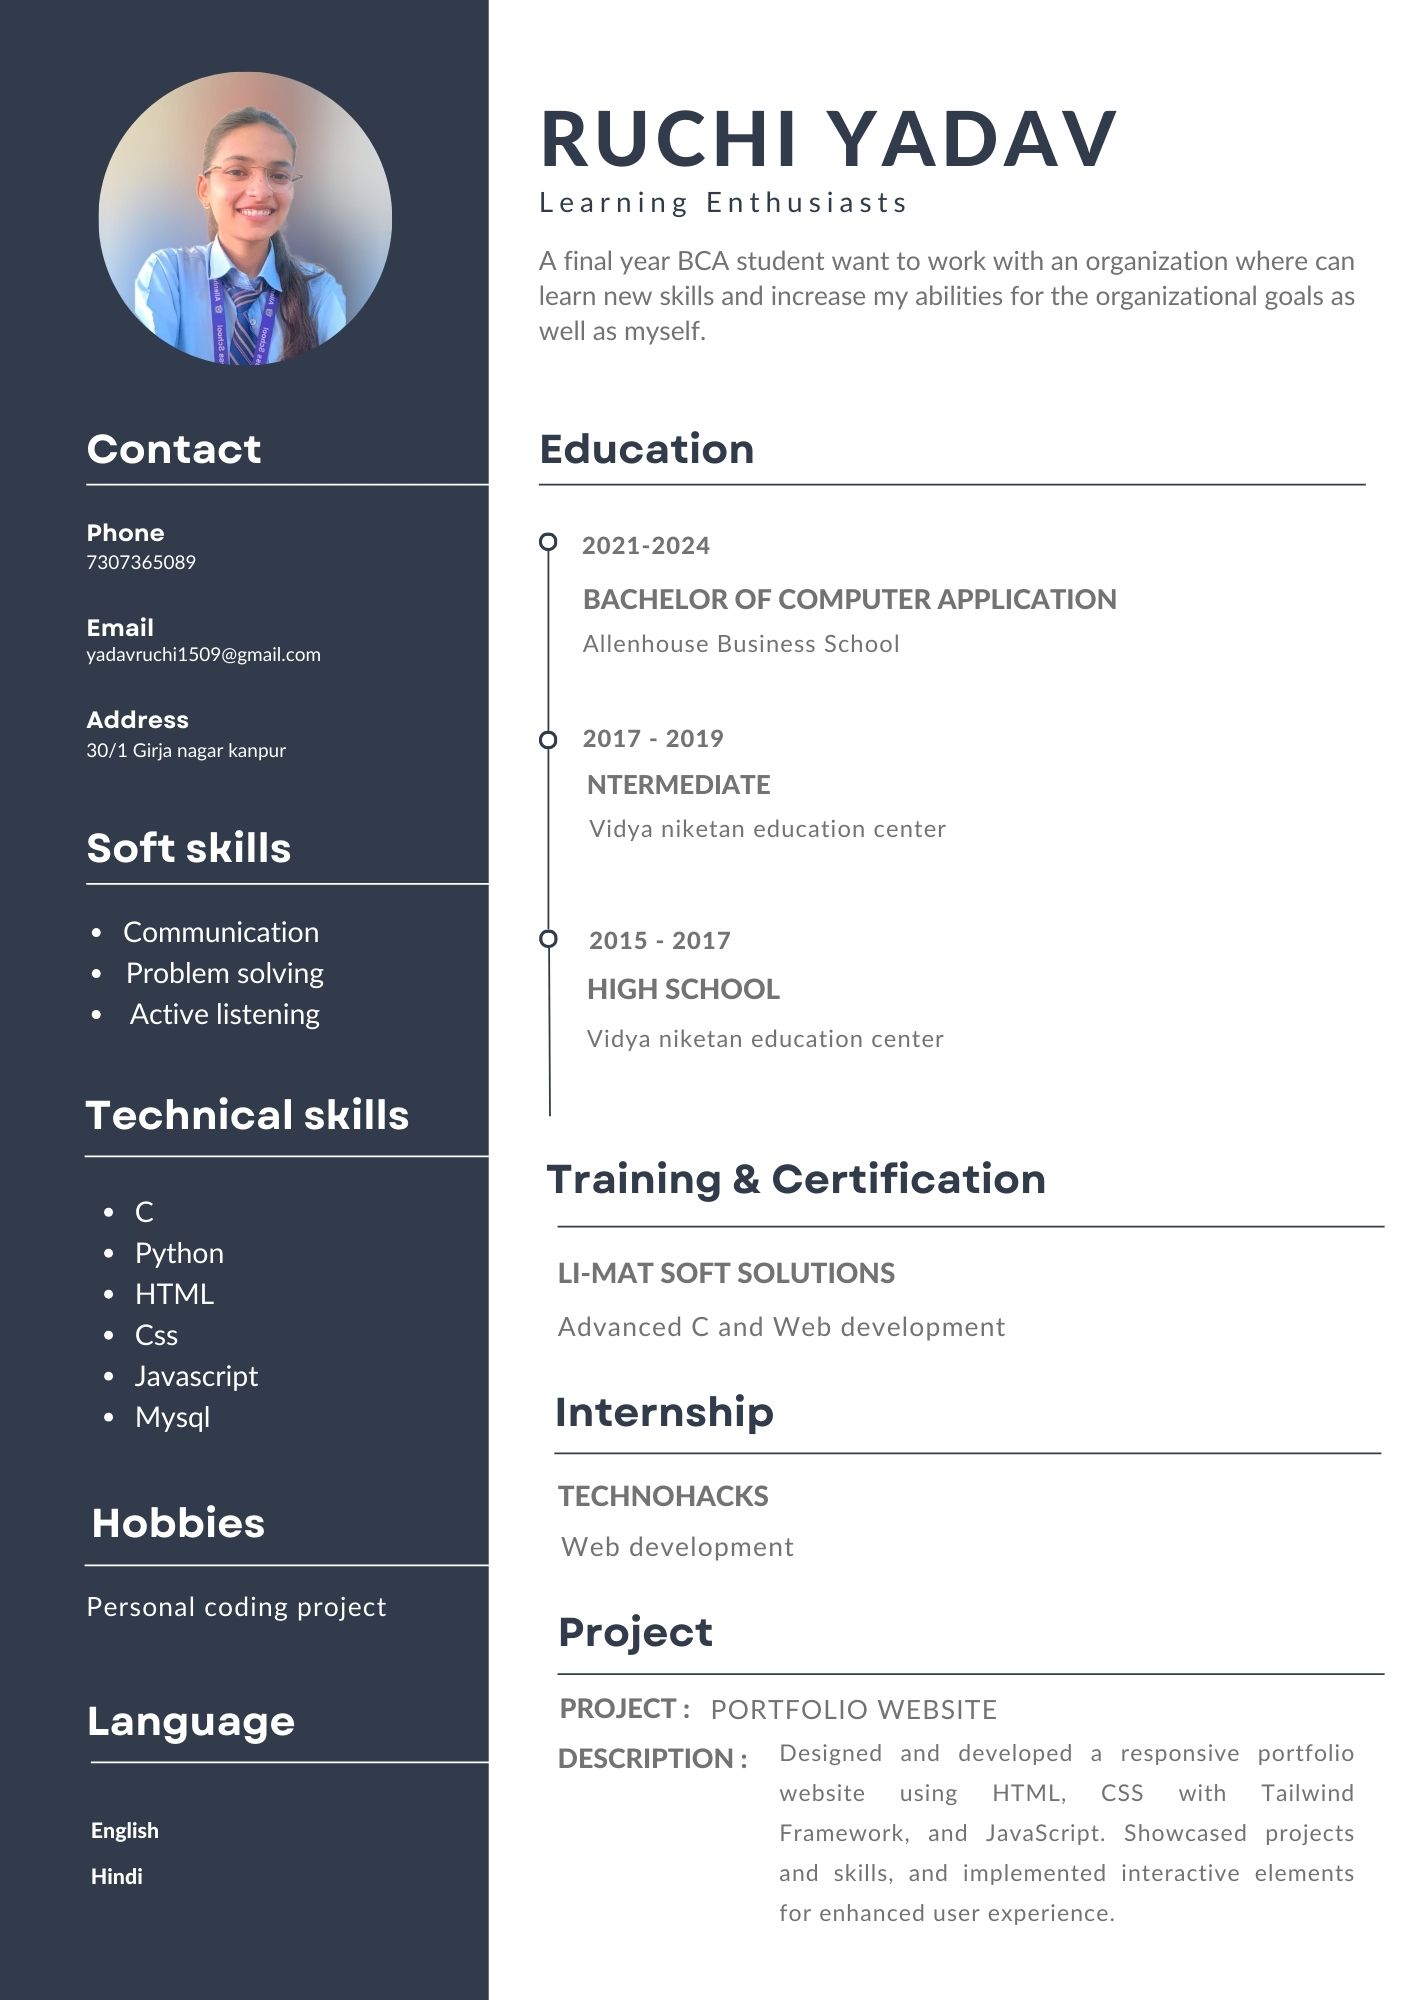 RUCHI YADAV
Learning Enthusiasts
A final year BCA student want to work with an organization where can
learn new skills and increase my abilities for the organizational goals as
well as myself.
Contact
Phone
7307365089
Email
yadavruchi1509@gmail.com
Address
30/1 Girja nagar kanpur
Soft skills
• Communication
• Problem solving
• Active listening
Technical skills
• C
• Python
• HTML
• Css
• Javascript
• Mysql
Hobbies
Personal coding project
Language
English
Hindi
Education
2021-2024
BACHELOR OF COMPUTER APPLICATION
Allenhouse Business School
2017 - 2019
NTERMEDIATE
Vidya niketan education center
2015 - 2017
HIGH SCHOOL
Vidya niketan education center
Training & Certification
LI-MAT SOFT SOLUTIONS
Advanced C and Web development
Internship
TECHNOHACKS
Web development
Project
PROJECT : PORTFOLIO WEBSITE
DESCRIPTION : Designed and developed a responsive portfolio
website using HTML, CSS with Tailwind
Framework, and JavaScript. Showcased projects
and skills, and implemented interactive elements
for enhanced user experience.